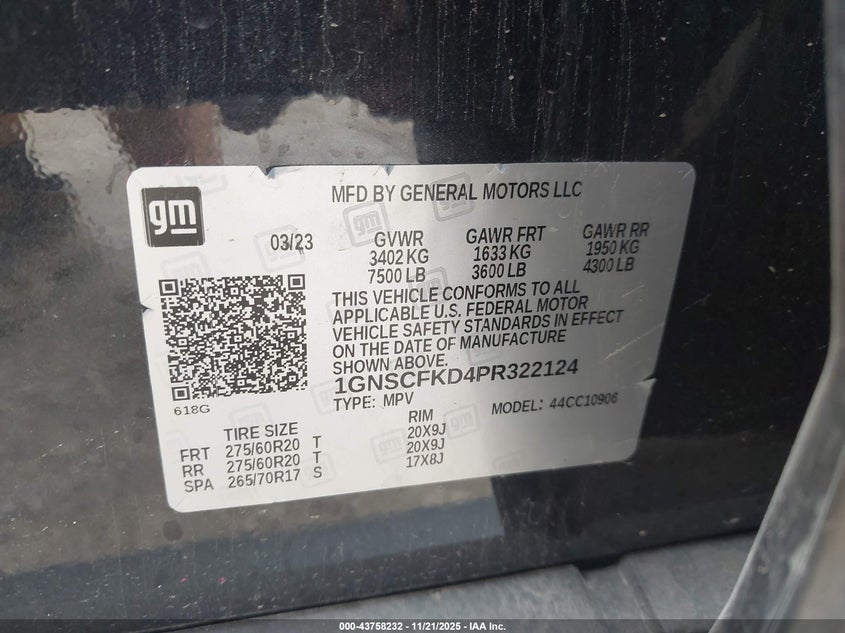 gm
MFD BY GENERAL MOTORS LLC
03/23
GVWR GAWR FRT GAWR RR
3402 KG 1633 KG 1950 KG
7500 LB 3600 LB 4300 LB
THIS VEHICLE CONFORMS TO ALL
APPLICABLE U.S. FEDERAL MOTOR
VEHICLE SAFETY STANDARDS IN EFFECT
ON THE DATE OF MANUFACTURE
SHOWN ABOVE.
1GNSCFKD4PR322124
TYPE: MPV MODEL: 44CC10906
618G
TIRE SIZE RIM
FRT 275/60R20 T 20X9J
RR 275/60R20 T 20X9J
SPA 265/70R17 S 17X8J
000-43758232 - 11/21/2025 - IAA Inc.